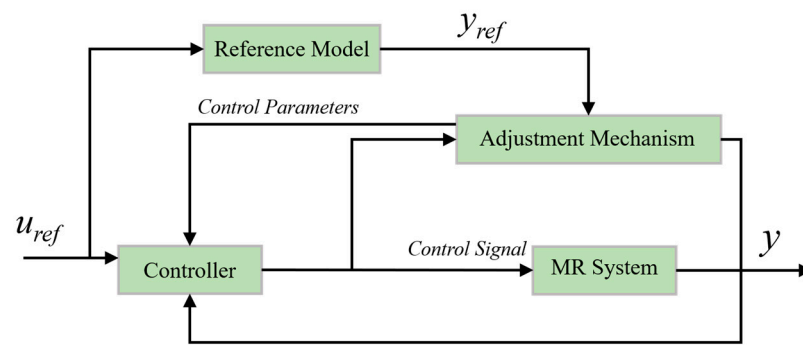 Reference Model
y_ref
Control Parameters
Adjustment Mechanism
u_ref
Controller
Control Signal
MR System
y